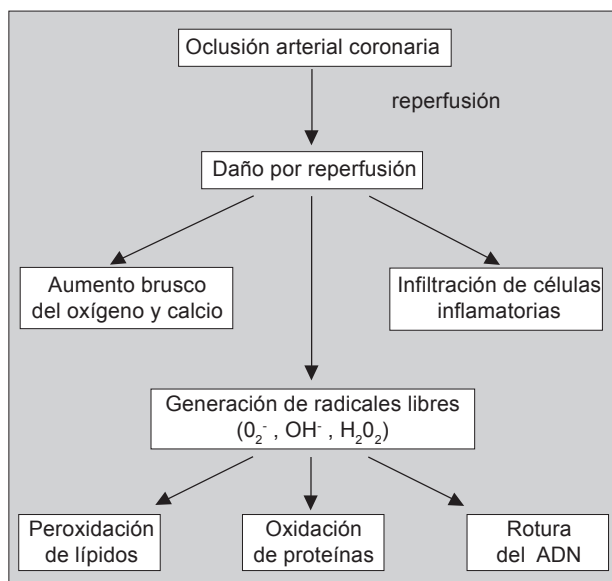 Oclusión arterial coronaria
reperfusión
Daño por reperfusión
Aumento brusco
del oxígeno y calcio
Infiltración de células
inflamatorias
Generación de radicales libres
(0₂⁻ , OH⁻ , H₂0₂)
Peroxidación
de lípidos
Oxidación
de proteínas
Rotura
del ADN